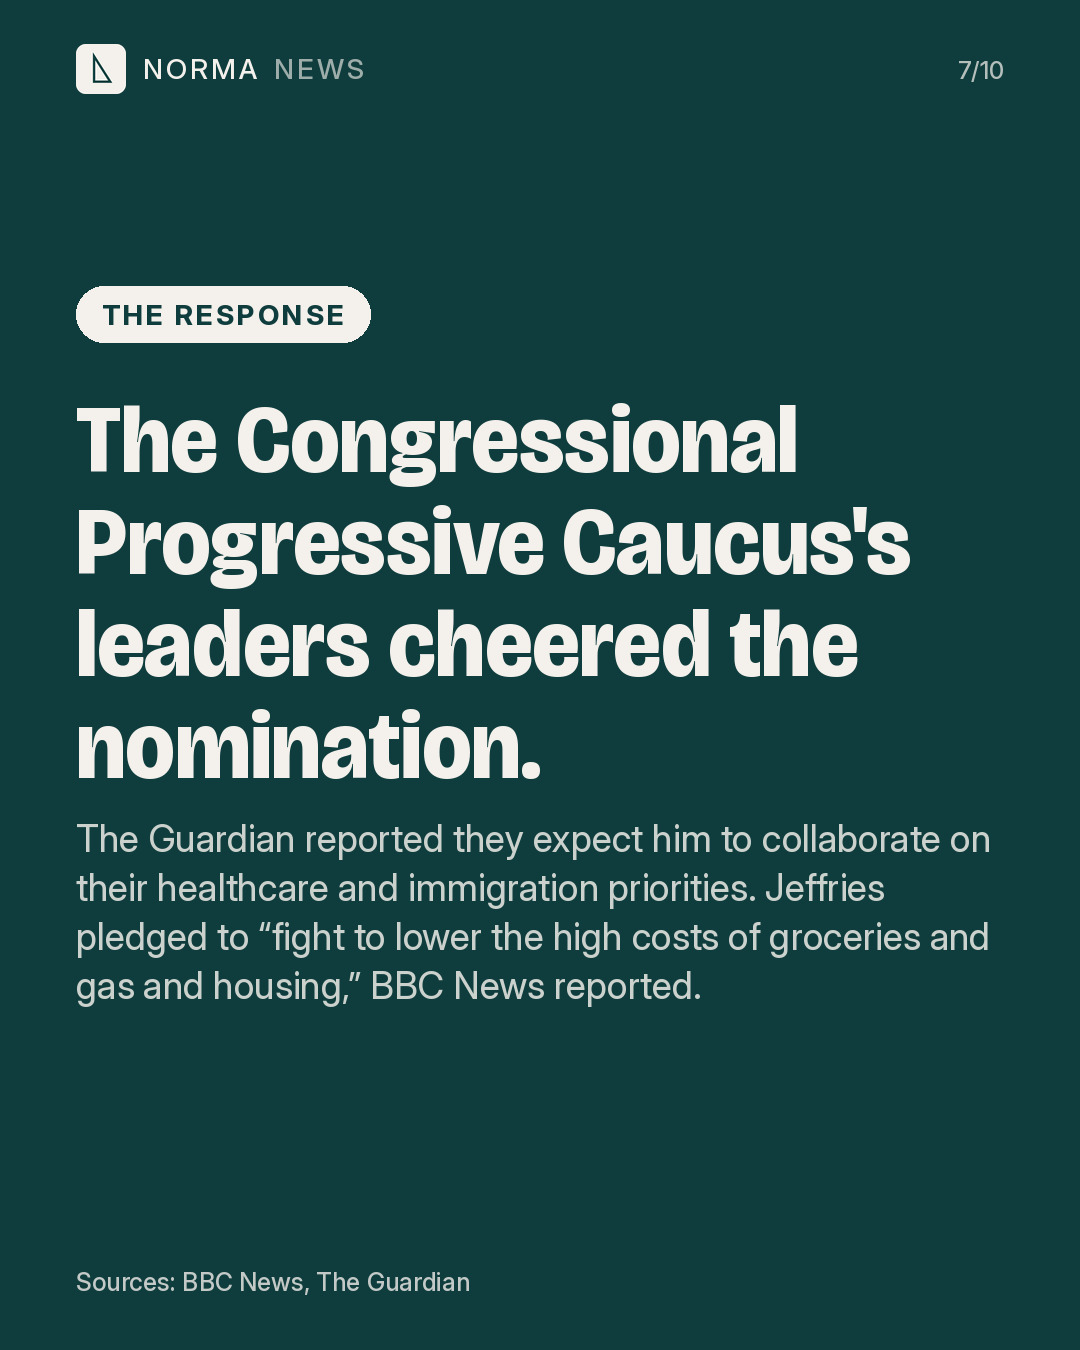 NORMA NEWS
7/10
THE RESPONSE
The Congressional
Progressive Caucus's
leaders cheered the
nomination.
The Guardian reported they expect him to collaborate on
their healthcare and immigration priorities. Jeffries
pledged to “fight to lower the high costs of groceries and
gas and housing,” BBC News reported.
Sources: BBC News, The Guardian